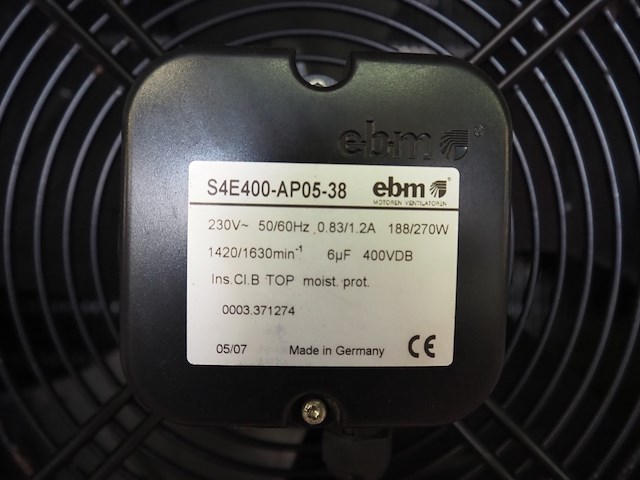 ebm
S4E400-AP05-38 ebm®
MOTOREN VENTILATOREN
230V~ 50/60Hz 0.83/1.2A 188/270W
1420/1630min⁻¹ 6µF 400VDB
Ins.Cl.B TOP moist. prot.
0003.371274
05/07 Made in Germany CE